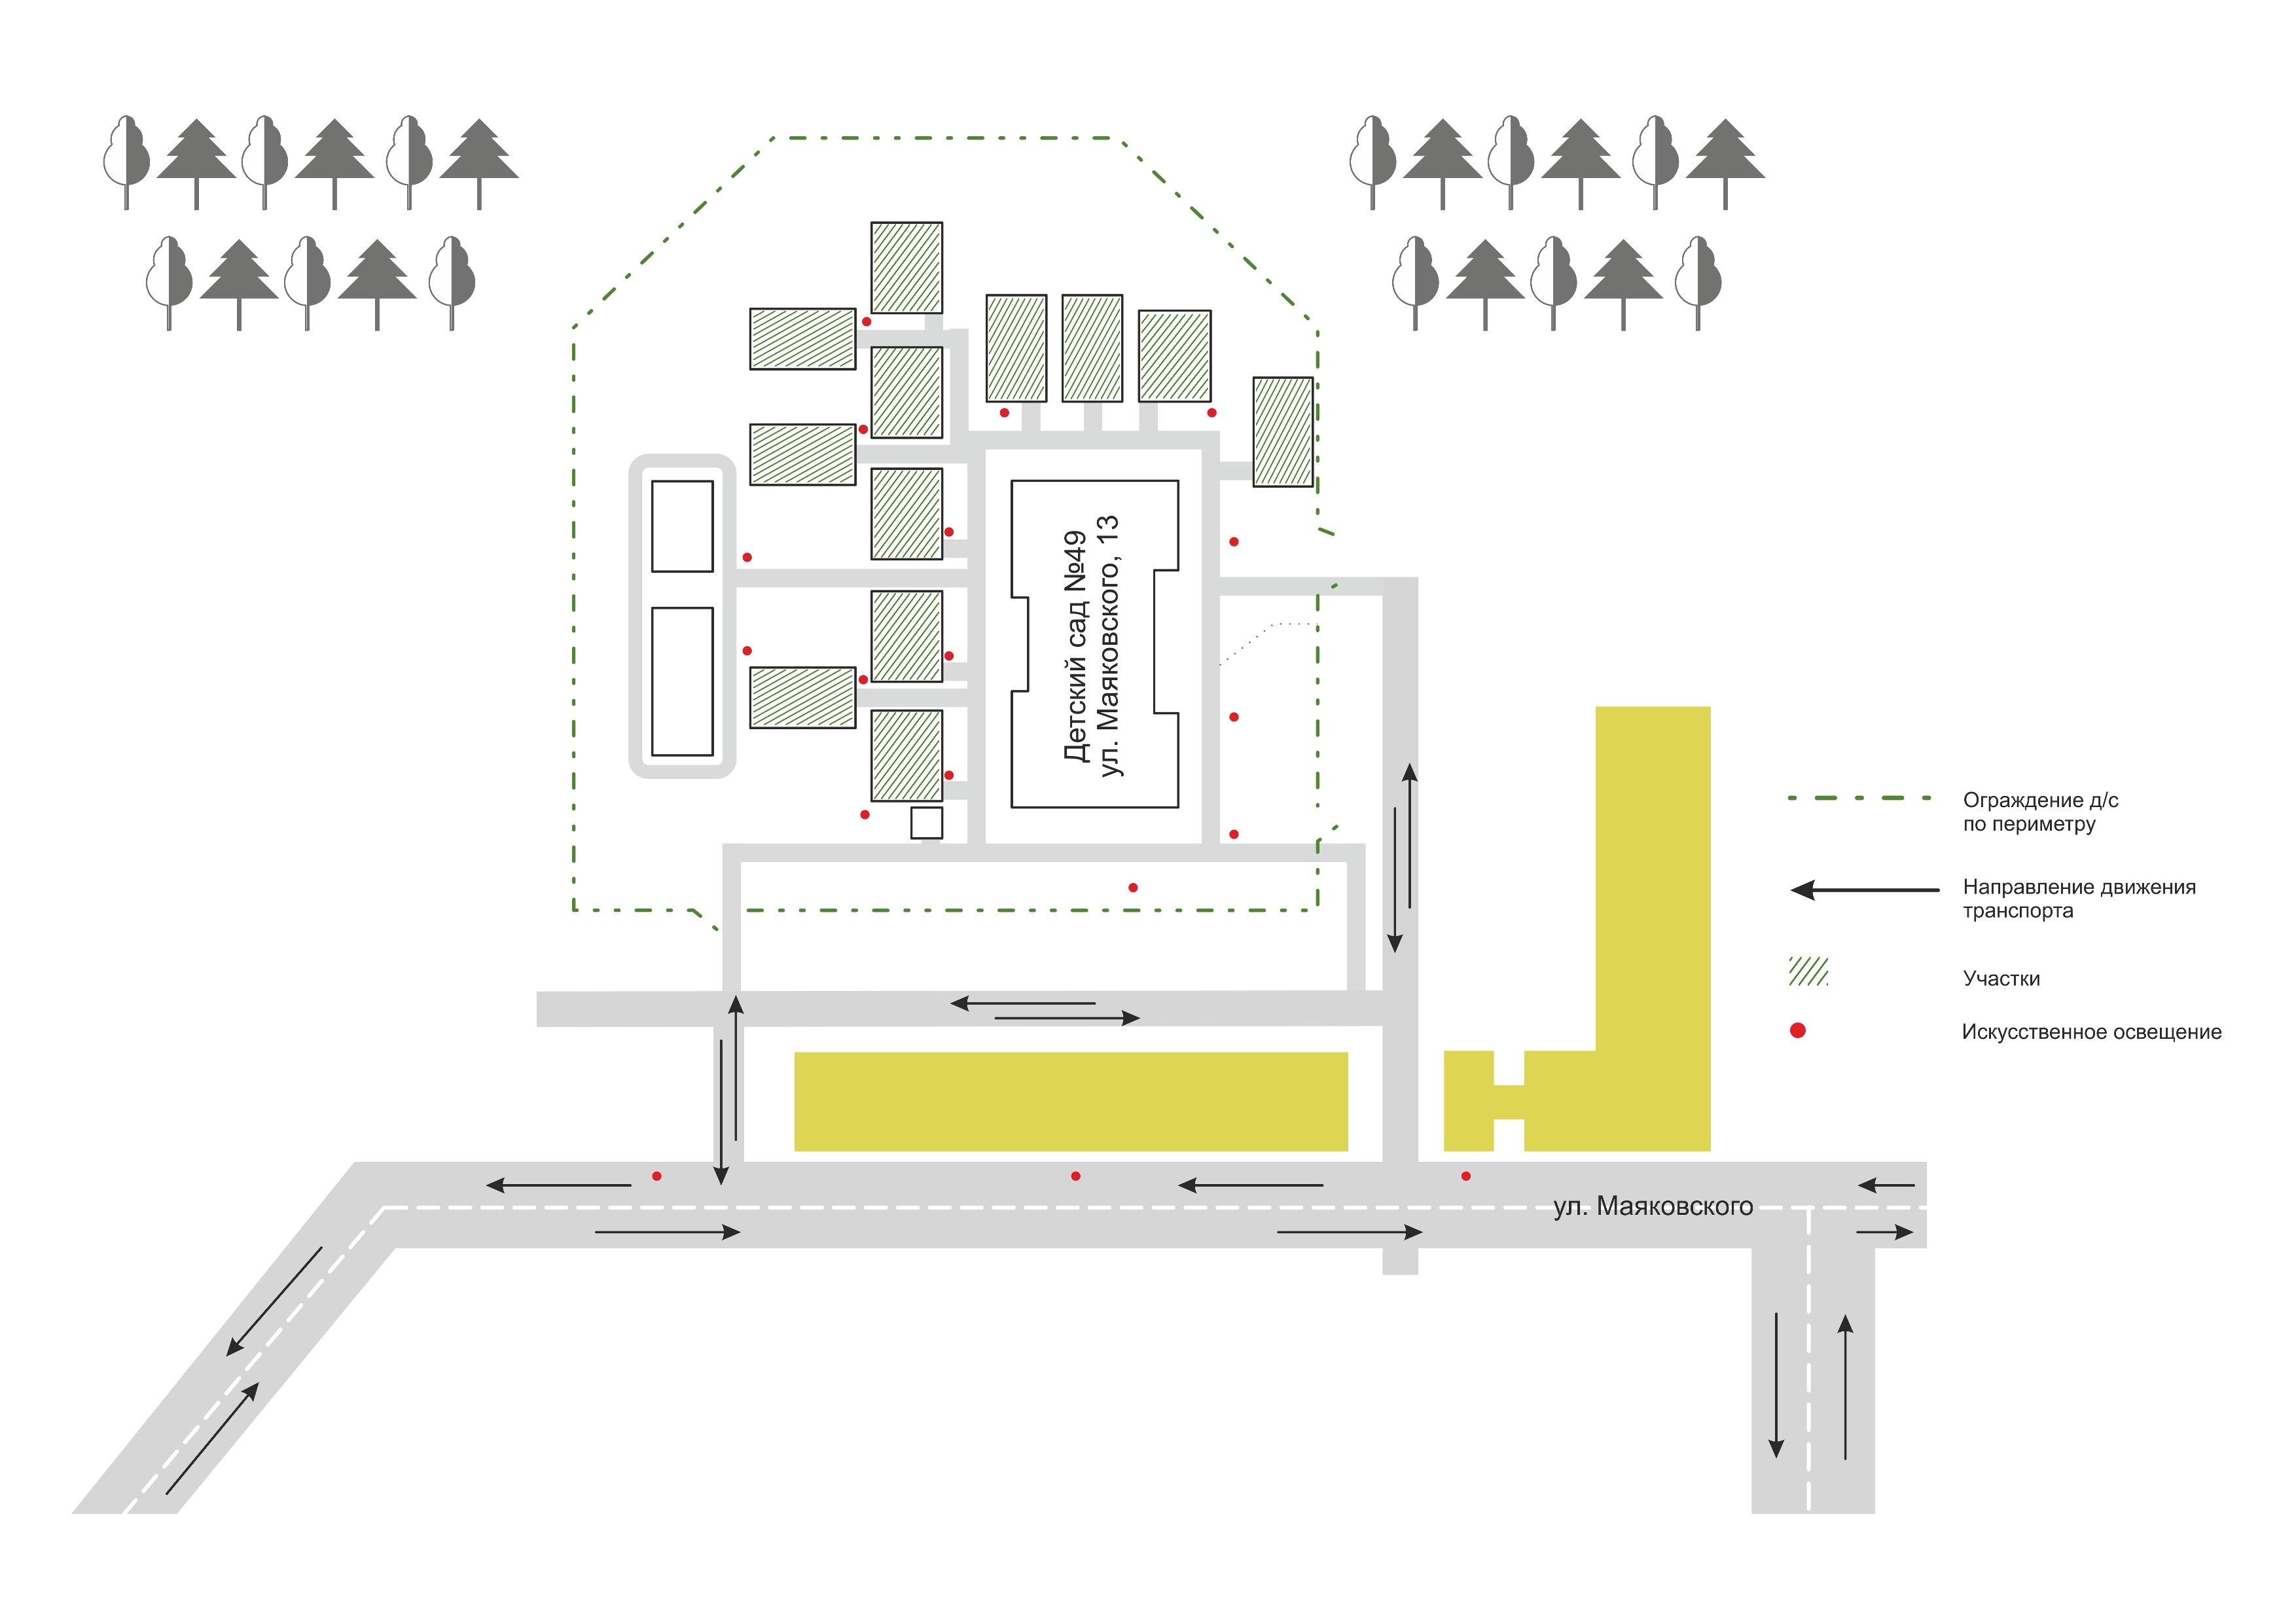 Детский сад №49
ул. Маяковского, 13
Ограждение д/с
по периметру
Направление движения
транспорта
Участки
Искусственное освещение
ул. Маяковского